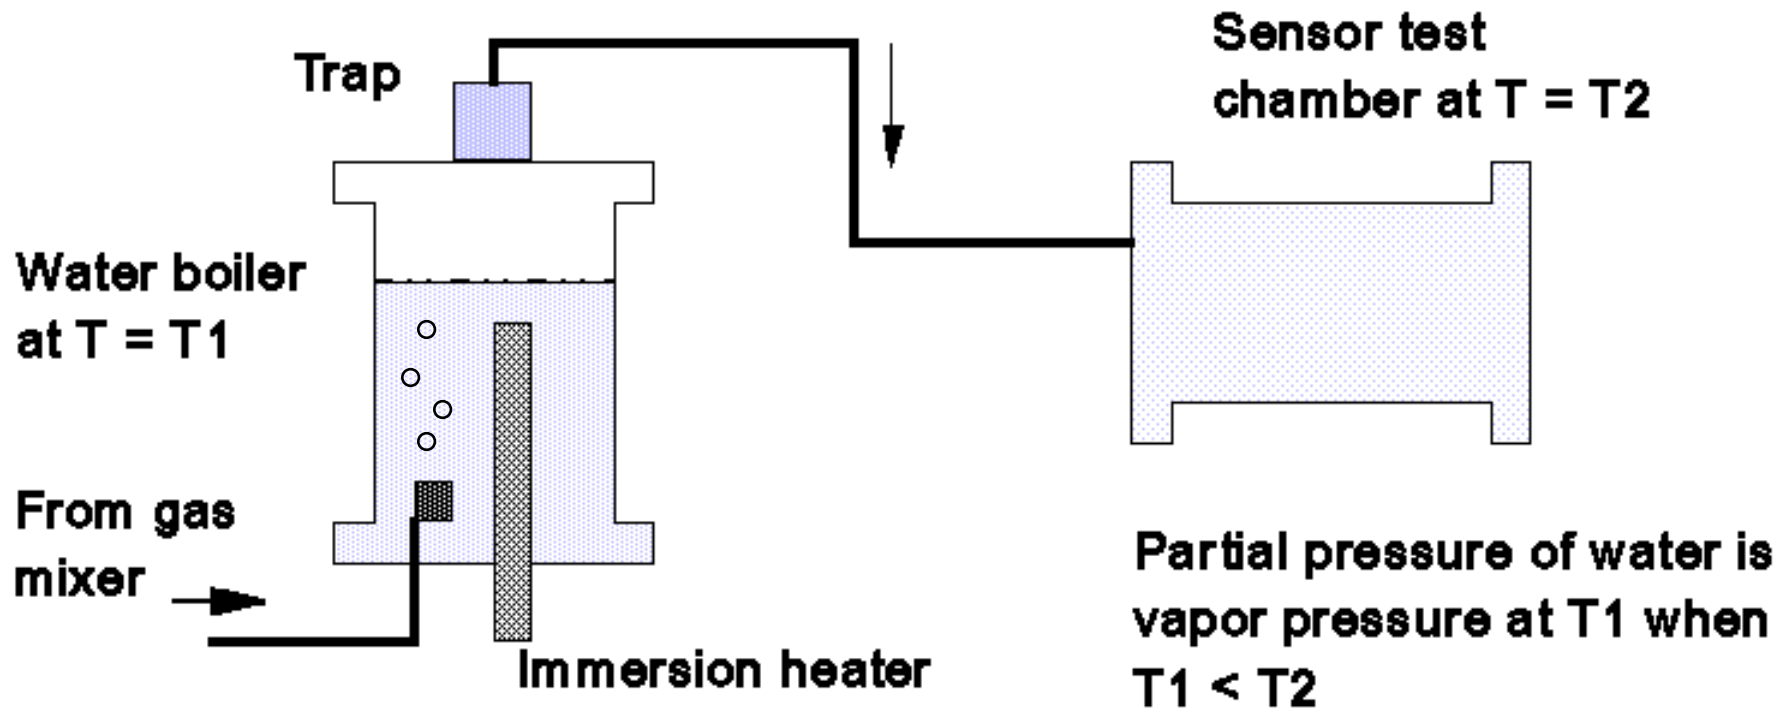 Trap
Sensor test
chamber at T = T2
Water boiler
at T = T1
From gas
mixer
Immersion heater
Partial pressure of water is
vapor pressure at T1 when
T1 < T2